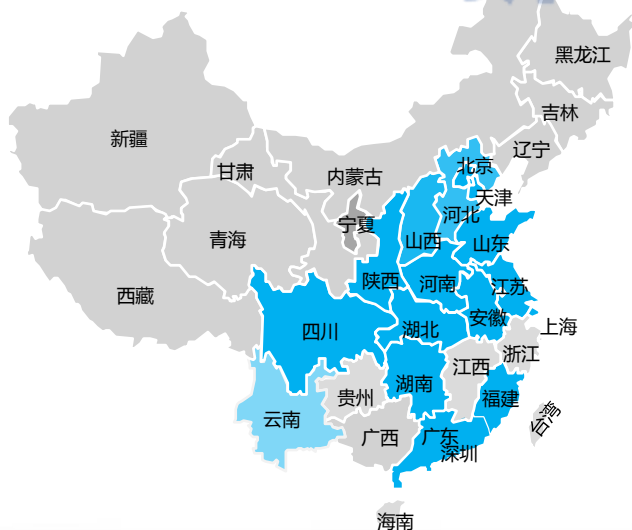 黑龙江
吉林
辽宁
新疆
甘肃
内蒙古
北京
天津
宁夏
河北
青海
山西
山东
西藏
陕西
河南
江苏
四川
湖北
安徽
上海
浙江
江西
湖南
贵州
福建
云南
广西
广东
深圳
台湾
海南